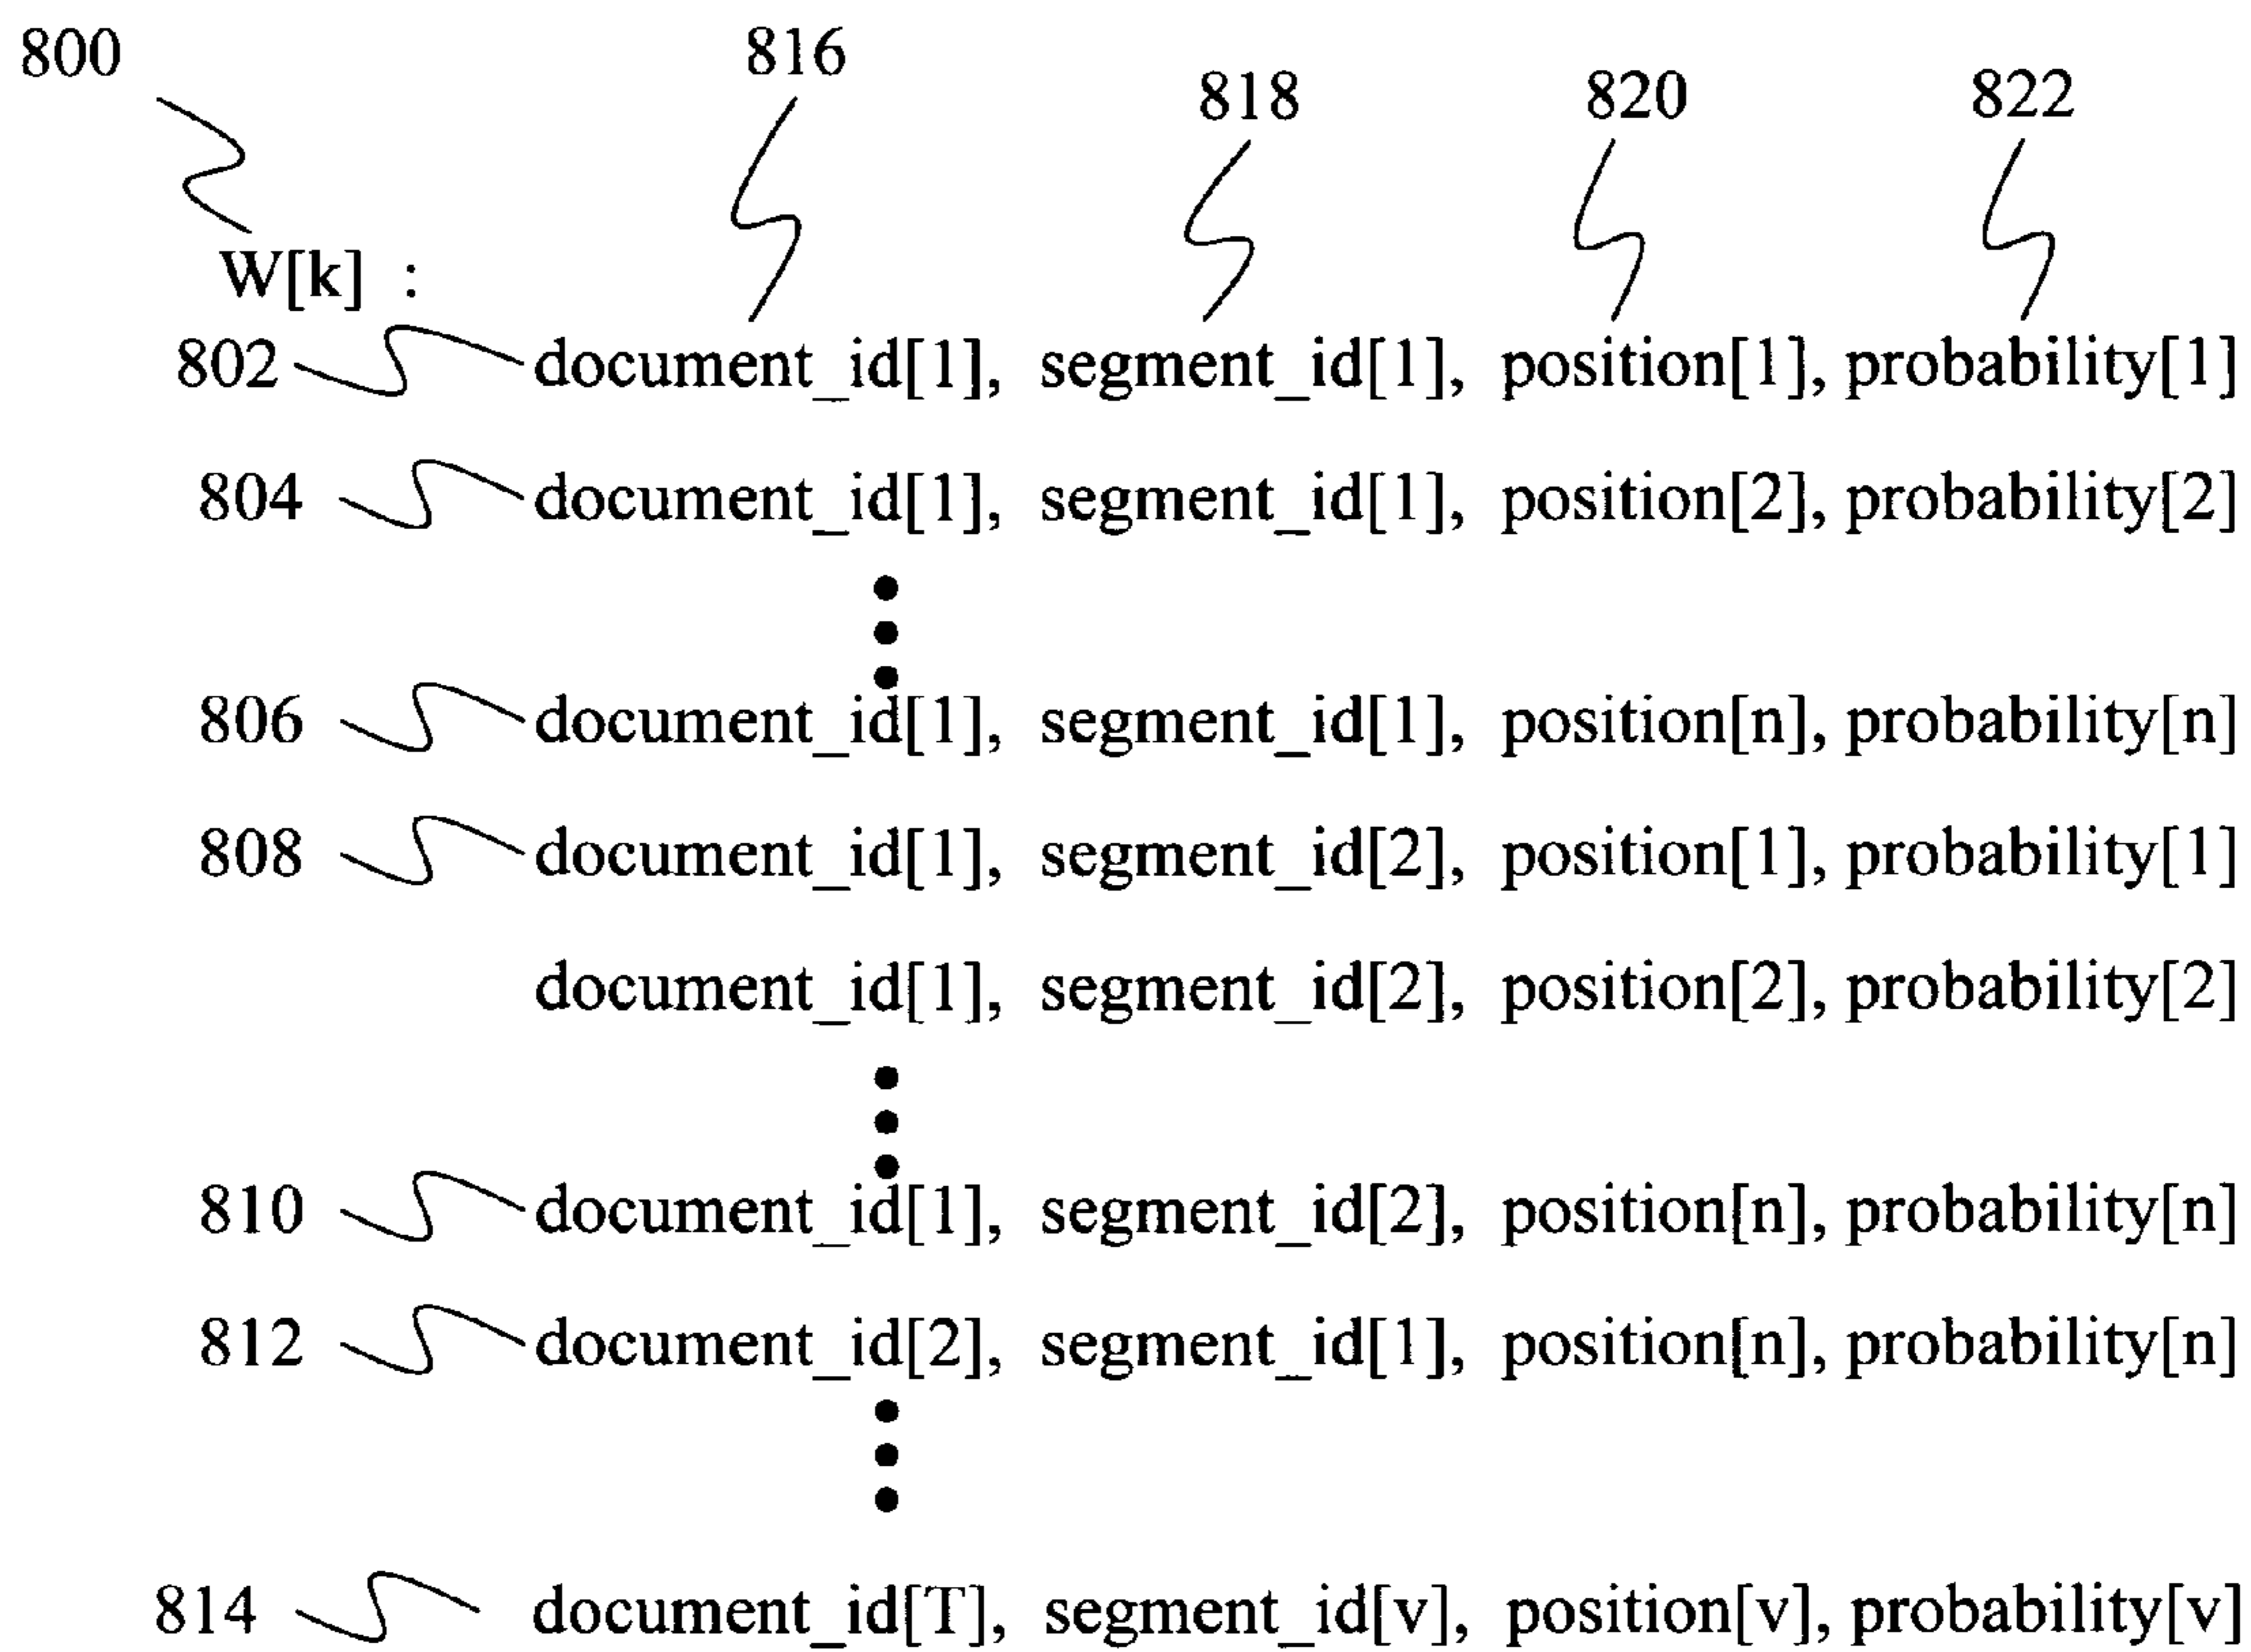 800 816 818 820 822
W[k] :
802 document_id[1], segment_id[1], position[1], probability[1]
804 document_id[1], segment_id[1], position[2], probability[2]
806 document_id[1], segment_id[1], position[n], probability[n]
808 document_id[1], segment_id[2], position[1], probability[1]
document_id[1], segment_id[2], position[2], probability[2]
810 document_id[1], segment_id[2], position[n], probability[n]
812 document_id[2], segment_id[1], position[n], probability[n]
814 document_id[T], segment_id[v], position[v], probability[v]